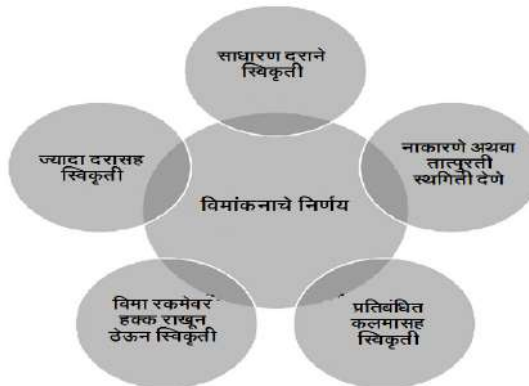 साधारण दराने
स्विकृती
नाकारणे अथवा
तात्पुरती
स्थगिती देणे
ज्यादा दरासह
स्विकृती
विमांकनाचे निर्णय
विमा रकमेवर
हक्क राखून
ठेऊन स्विकृती
प्रतिबंधित
कलमासह
स्विकृती